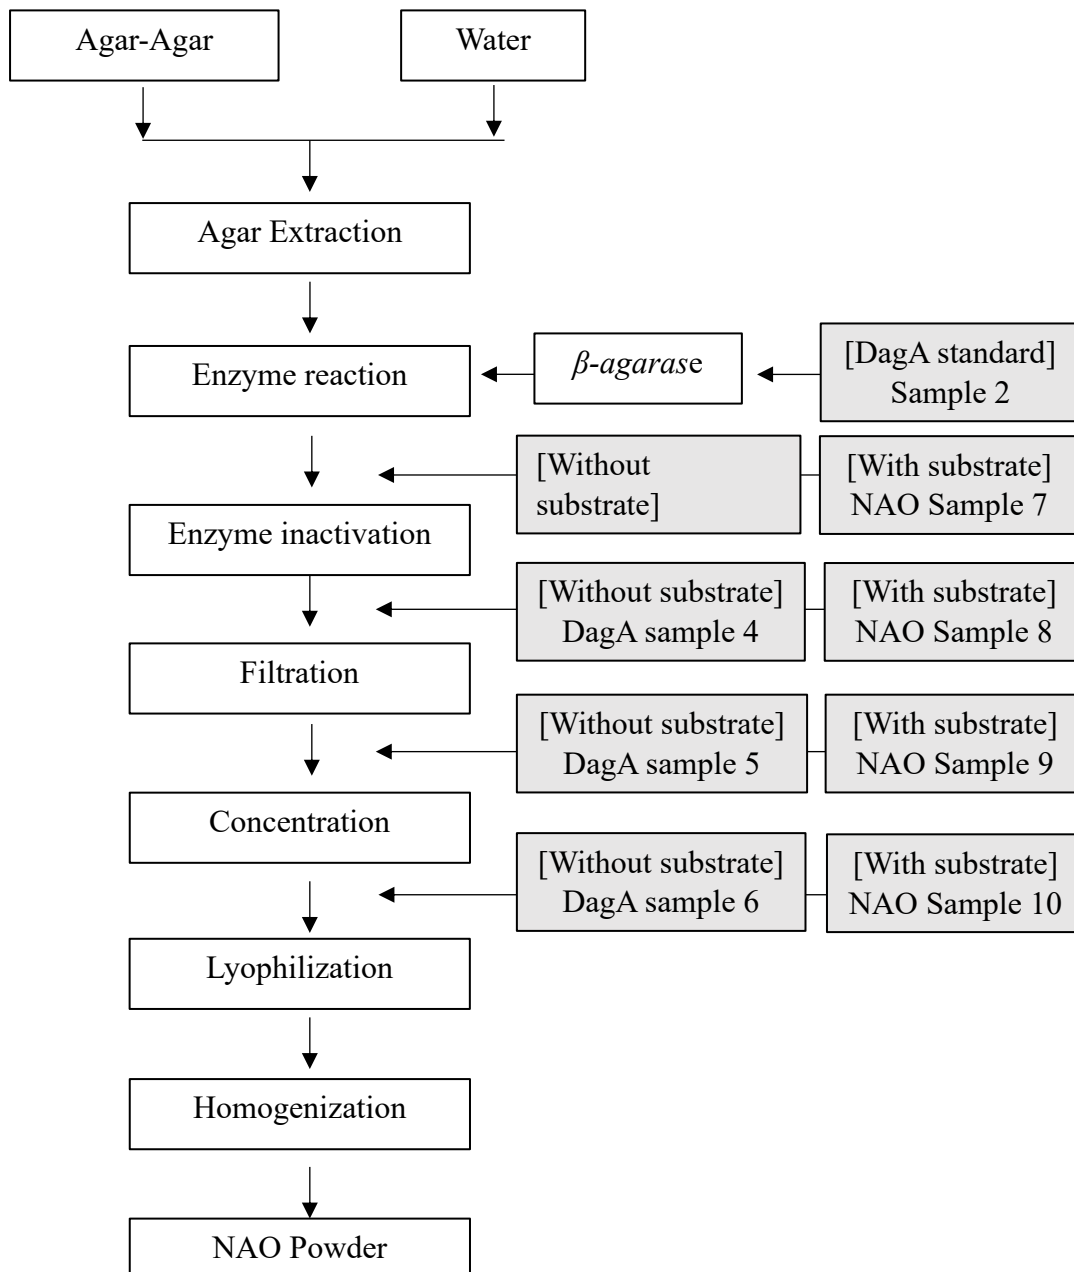 Agar-Agar
Water
Agar Extraction
Enzyme reaction
β-agarase
[DagA standard]
Sample 2
[Without
substrate]
[With substrate]
NAO Sample 7
Enzyme inactivation
[Without substrate]
DagA sample 4
[With substrate]
NAO Sample 8
Filtration
[Without substrate]
DagA sample 5
[With substrate]
NAO Sample 9
Concentration
[Without substrate]
DagA sample 6
[With substrate]
NAO Sample 10
Lyophilization
Homogenization
NAO Powder